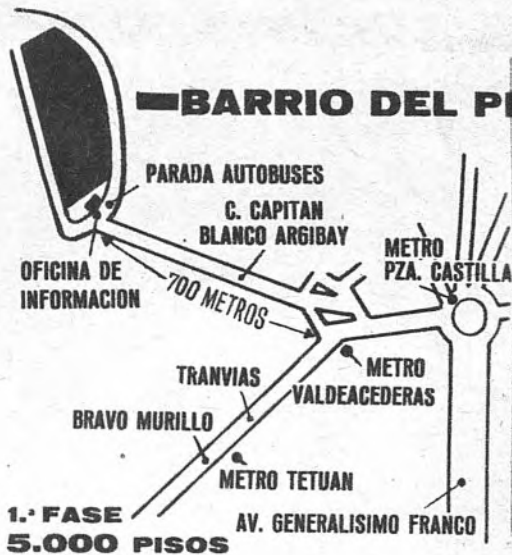 BARRIO DEL
PARADA AUTOBUSES
C. CAPITAN
BLANCO ARGIBAY
METRO
PZA. CASTILLA
OFICINA DE
INFORMACION
700 METROS
METRO
VALDEACEDERAS
TRANVIAS
BRAVO MURILLO
METRO TETUAN
1.ª FASE
AV. GENERALISIMO FRANCO
5.000 PISOS